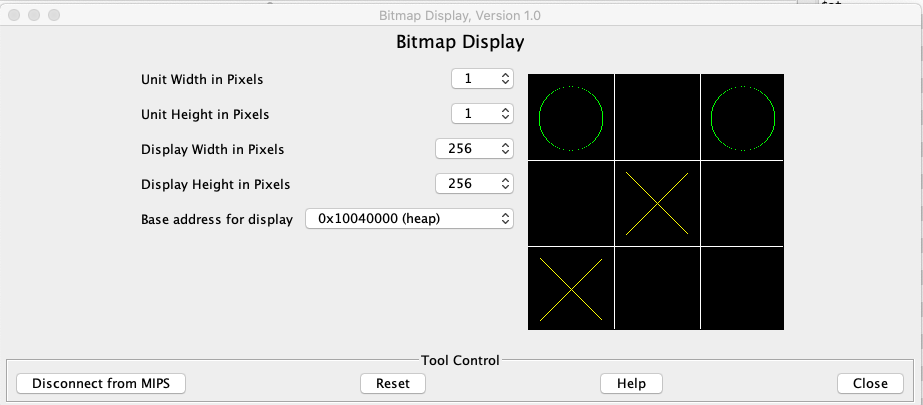 Bitmap Display, Version 1.0
Bitmap Display
Unit Width in Pixels 1
Unit Height in Pixels 1
Display Width in Pixels 256
Display Height in Pixels 256
Base address for display 0x10040000 (heap)
Tool Control
Disconnect from MIPS Reset Help Close